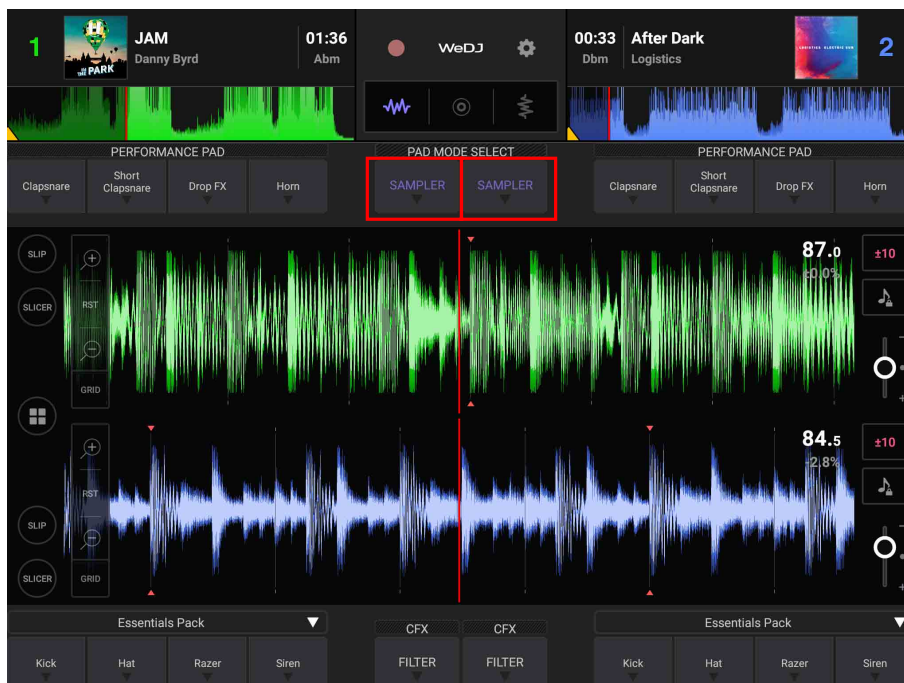 1
JAM
Danny Byrd
01:36
Abm
WeDJ
00:33
Dbm
After Dark
Logistics
2
PERFORMANCE PAD
PAD MODE SELECT
PERFORMANCE PAD
Clapsnare
Short
Clapsnare
Drop FX
Horn
SAMPLER
SAMPLER
Clapsnare
Short
Clapsnare
Drop FX
Horn
SLIP
SLICER
RST
GRID
87.0
±0.0%
±10
84.5
-2.8%
±10
RST
SLIP
SLICER
GRID
Essentials Pack
CFX
CFX
Essentials Pack
Kick
Hat
Razer
Siren
FILTER
FILTER
Kick
Hat
Razer
Siren